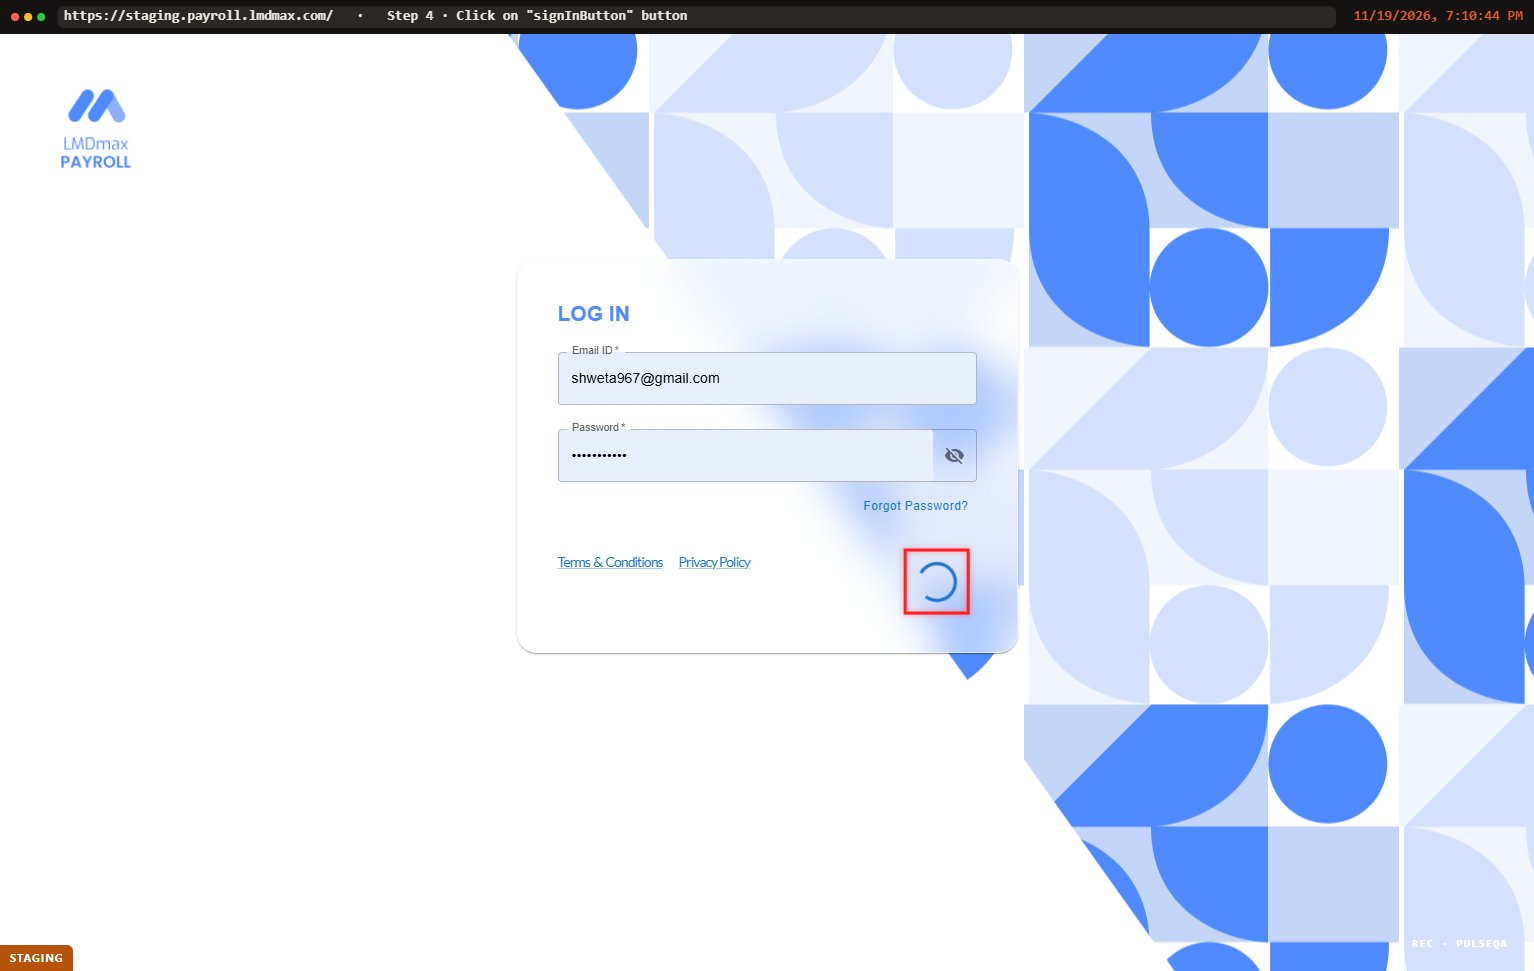 https://staging.payroll.lmdmax.com/ · Step 4 · Click on "signInButton" button
11/19/2026, 7:10:44 PM
LMDmax
PAYROLL
LOG IN
Email ID *
shweta967@gmail.com
Password *
•••••••••••
Forgot Password?
Terms & Conditions Privacy Policy
REC · PULSEQA
STAGING